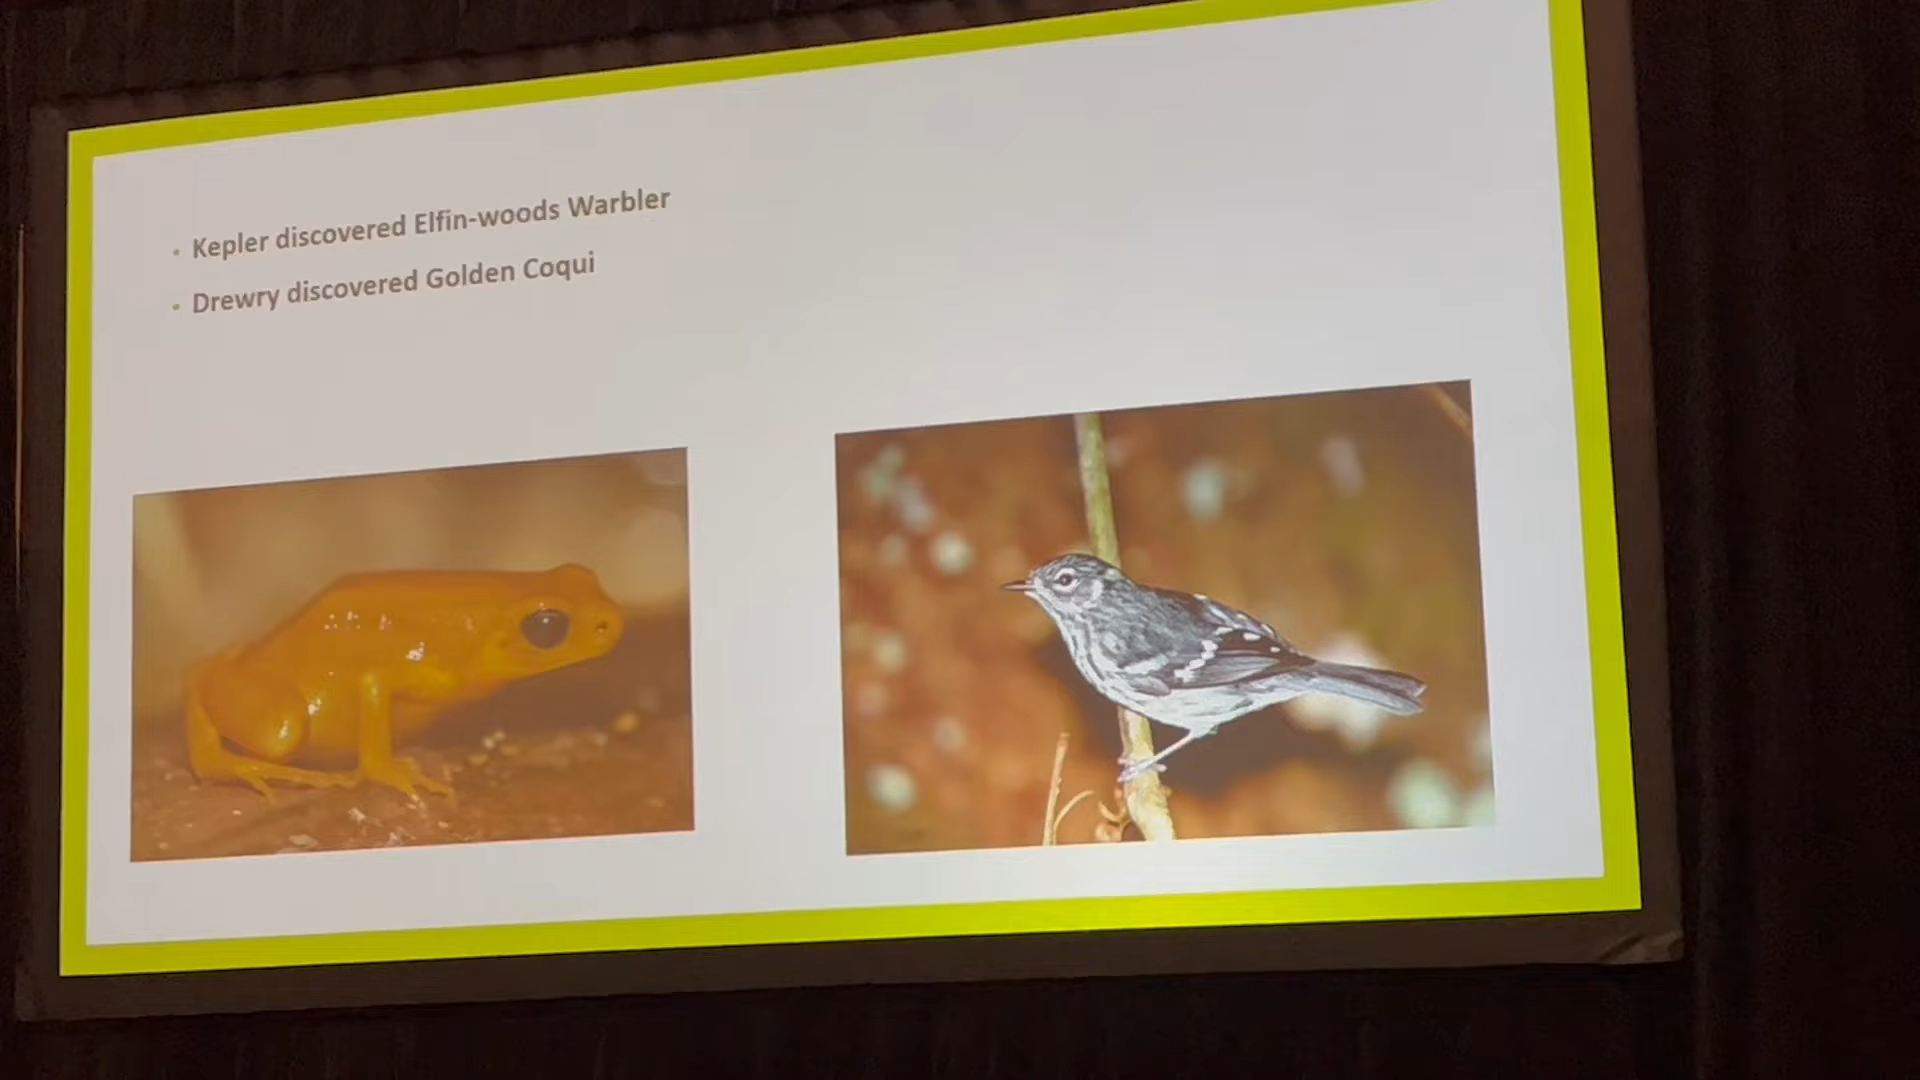 • Kepler discovered Elfin-woods Warbler
• Drewry discovered Golden Coqui